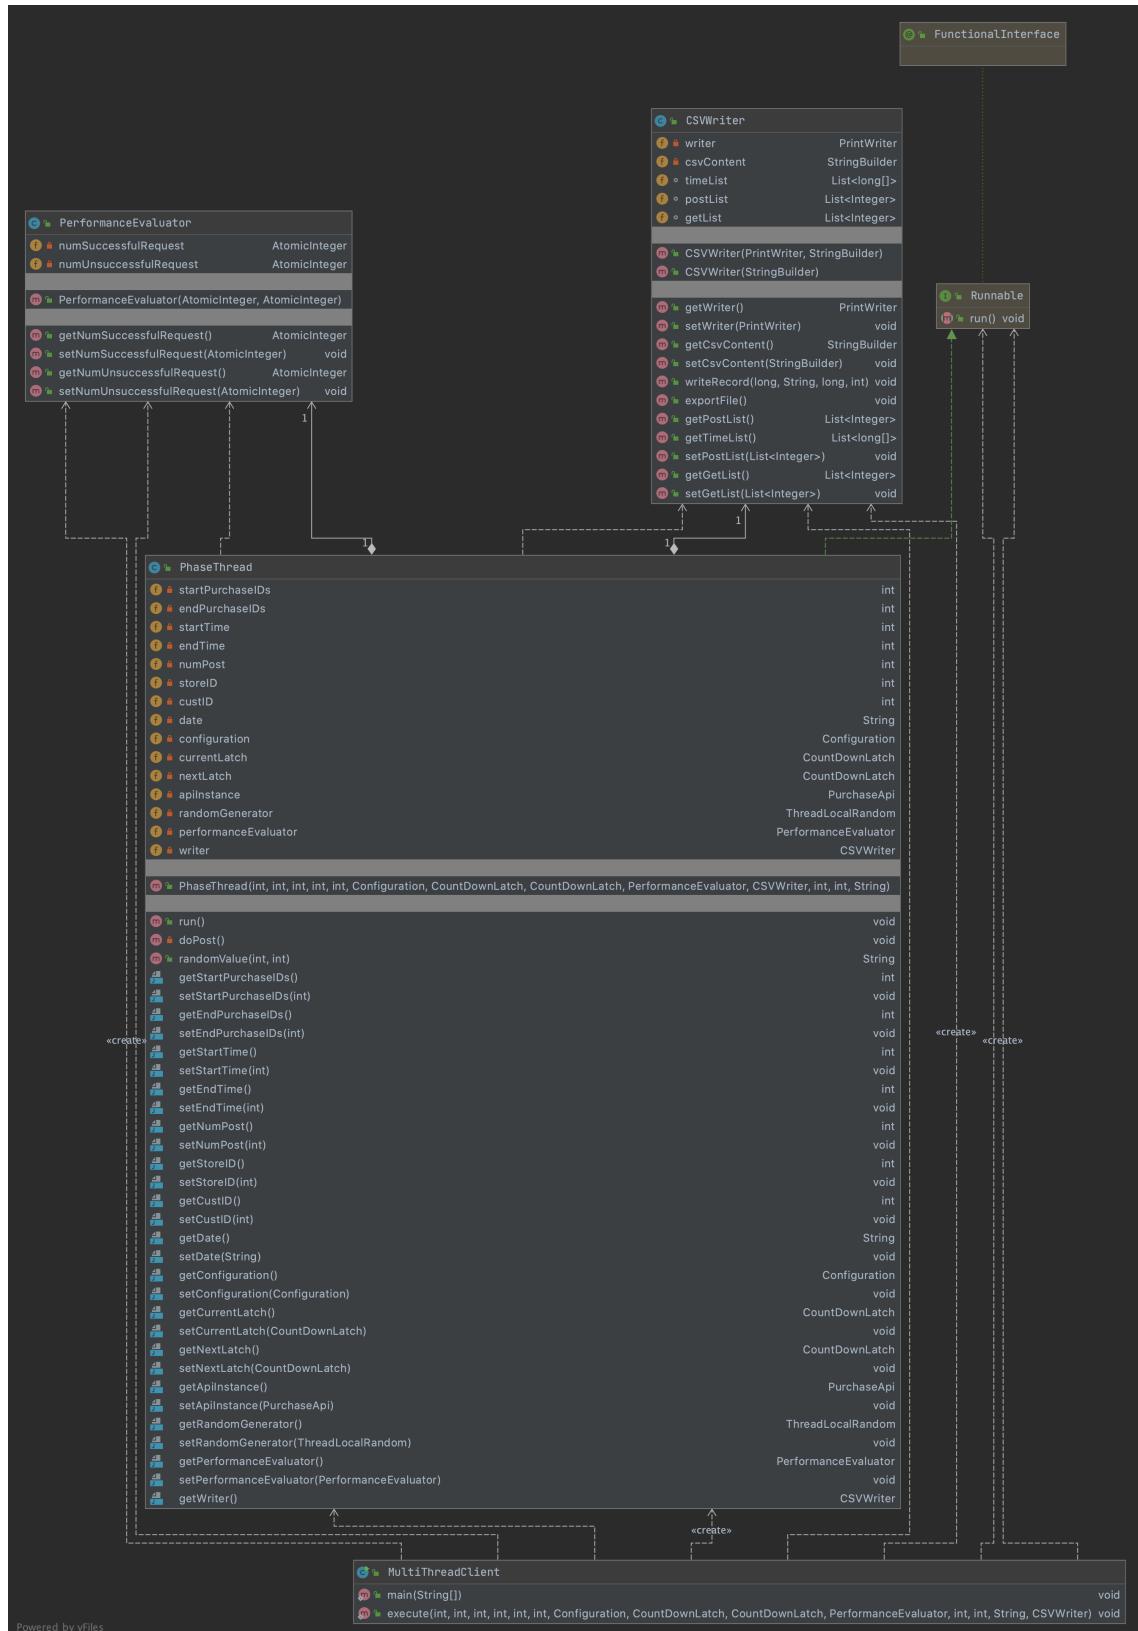 FunctionalInterface
CSVWriter
writer PrintWriter
csvContent StringBuilder
timeList List<long[]>
postList List<Integer>
getList List<Integer>
CSVWriter(PrintWriter, StringBuilder)
CSVWriter(StringBuilder)
getWriter() PrintWriter
setWriter(PrintWriter) void
getCsvContent() StringBuilder
setCsvContent(StringBuilder) void
writeRecord(long, String, long, int) void
exportFile() void
getPostList() List<Integer>
getTimeList() List<long[]>
setPostList(List<Integer>) void
getGetList() List<Integer>
setGetList(List<Integer>) void
PerformanceEvaluator
numSuccessfulRequest AtomicInteger
numUnsuccessfulRequest AtomicInteger
PerformanceEvaluator(AtomicInteger, AtomicInteger)
getNumSuccessfulRequest() AtomicInteger
setNumSuccessfulRequest(AtomicInteger) void
getNumUnsuccessfulRequest() AtomicInteger
setNumUnsuccessfulRequest(AtomicInteger) void
Runnable
run() void
1
1
1
1
PhaseThread
startPurchaseIDs int
endPurchaseIDs int
startTime int
endTime int
numPost int
storeID int
custID int
date String
configuration Configuration
currentLatch CountDownLatch
nextLatch CountDownLatch
apiInstance PurchaseApi
randomGenerator ThreadLocalRandom
performanceEvaluator PerformanceEvaluator
writer CSVWriter
PhaseThread(int, int, int, int, int, Configuration, CountDownLatch, CountDownLatch, PerformanceEvaluator, CSVWriter, int, int, String)
run() void
doPost() void
randomValue(int, int) String
getStartPurchaseIDs() int
setStartPurchaseIDs(int) void
getEndPurchaseIDs() int
setEndPurchaseIDs(int) void
getStartTime() int
setStartTime(int) void
getEndTime() int
setEndTime(int) void
getNumPost() int
setNumPost(int) void
getStoreID() int
setStoreID(int) void
getCustID() int
setCustID(int) void
getDate() String
setDate(String) void
getConfiguration() Configuration
setConfiguration(Configuration) void
getCurrentLatch() CountDownLatch
setCurrentLatch(CountDownLatch) void
getNextLatch() CountDownLatch
setNextLatch(CountDownLatch) void
getApiInstance() PurchaseApi
setApiInstance(PurchaseApi) void
getRandomGenerator() ThreadLocalRandom
setRandomGenerator(ThreadLocalRandom) void
getPerformanceEvaluator() PerformanceEvaluator
setPerformanceEvaluator(PerformanceEvaluator) void
getWriter() CSVWriter
«create»
«create»
«create»
«create»
MultiThreadClient
main(String[]) void
execute(int, int, int, int, int, int, Configuration, CountDownLatch, CountDownLatch, PerformanceEvaluator, int, int, String, CSVWriter) void
Powered by yFiles